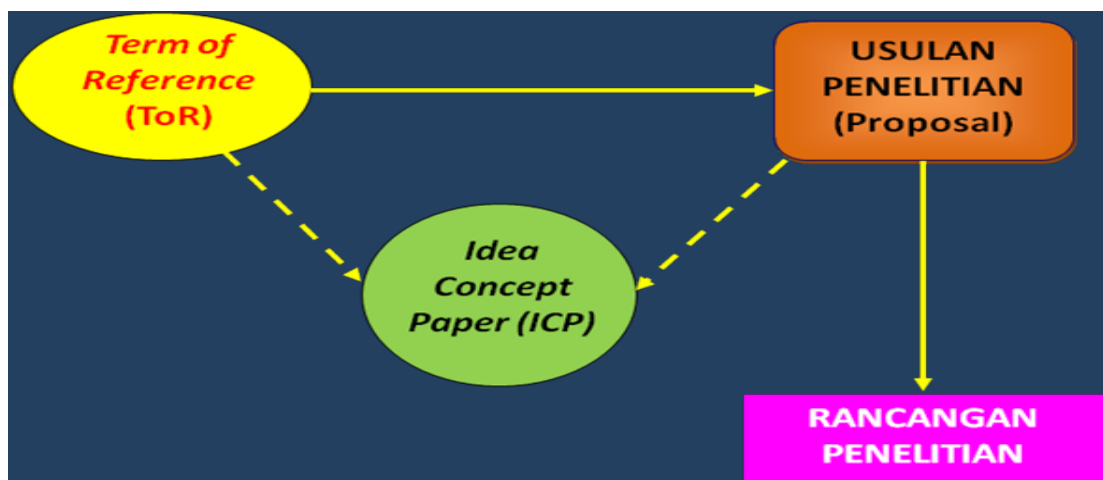 Term of
Reference
(ToR)
USULAN
PENELITIAN
(Proposal)
Idea
Concept
Paper (ICP)
RANCANGAN
PENELITIAN